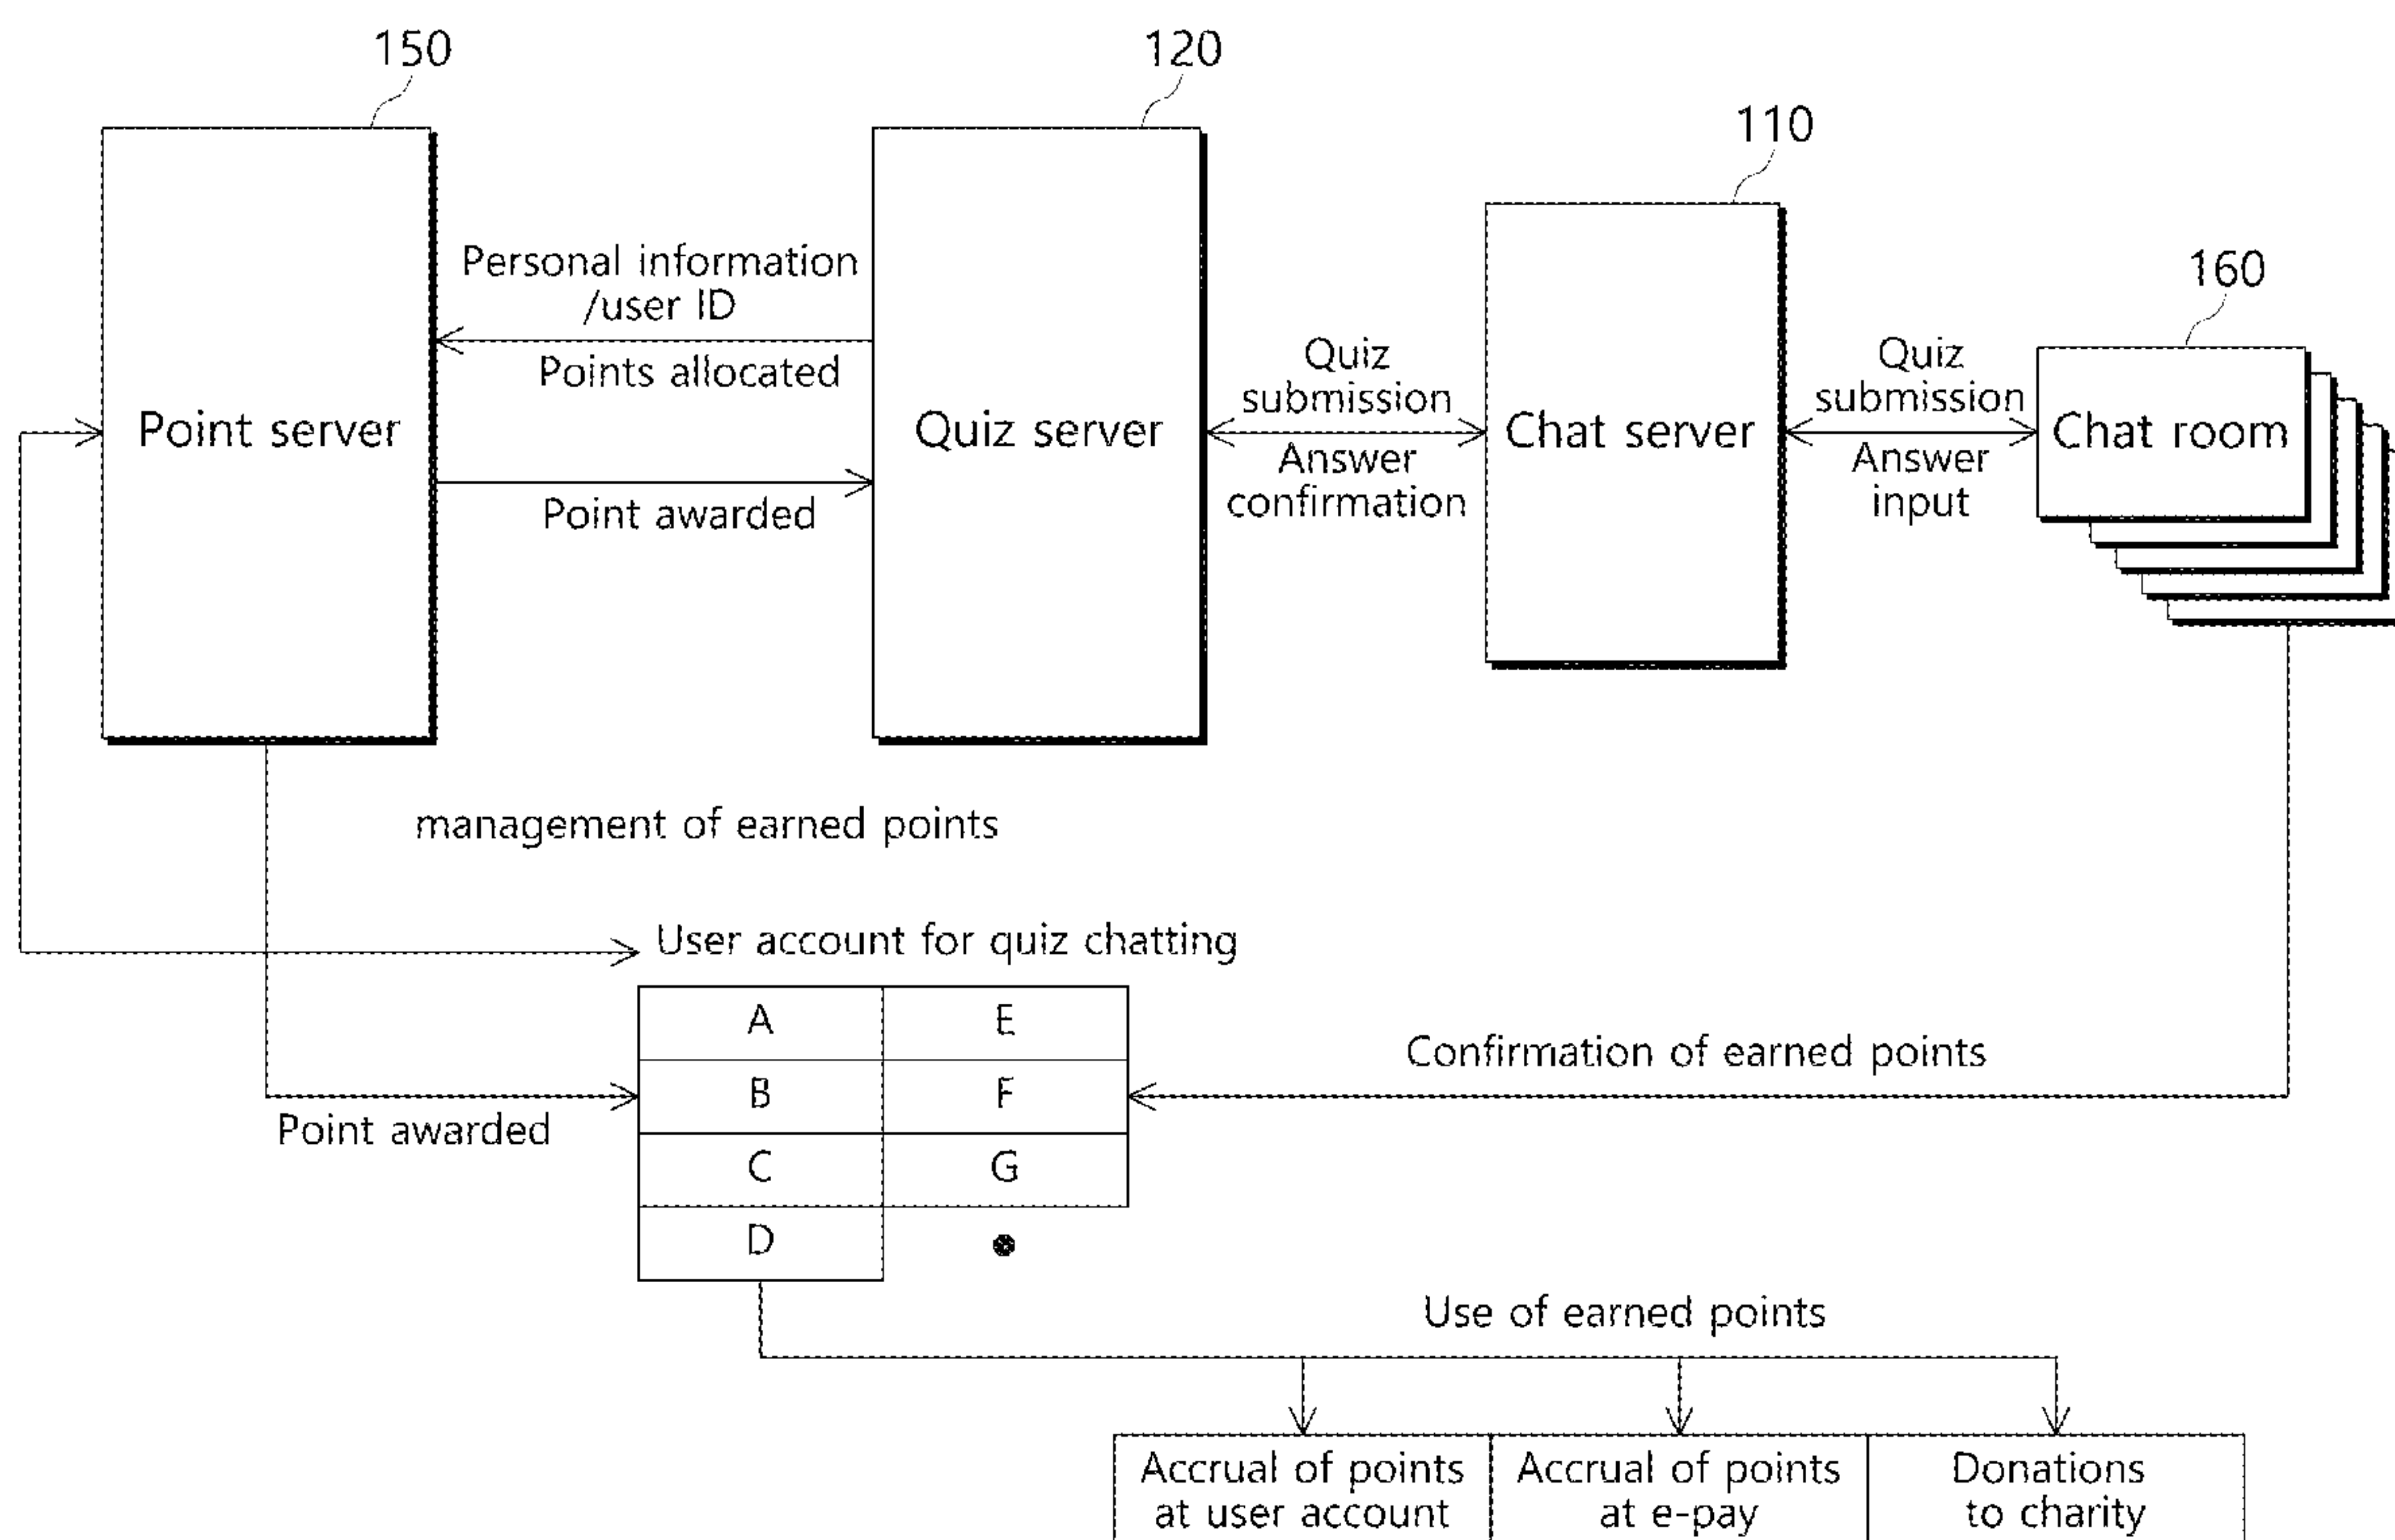 150
120
110
160
Personal information
/user ID
Points allocated
Point server
Point awarded
Quiz server
Quiz
submission
Answer
confirmation
Chat server
Quiz
submission
Answer
input
Chat room
management of earned points
User account for quiz chatting
A
E
B
F
C
G
D
Point awarded
Confirmation of earned points
Use of earned points
Accrual of points
at user account
Accrual of points
at e-pay
Donations
to charity